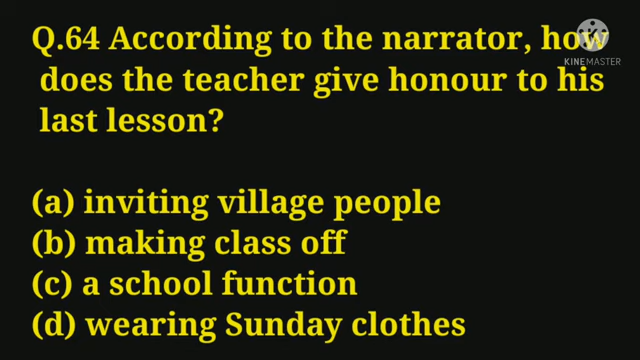 Q.64 According to the narrator, how
does the teacher give honour to his
last lesson?
(a) inviting village people
(b) making class off
(c) a school function
(d) wearing Sunday clothes
KINEMASTER